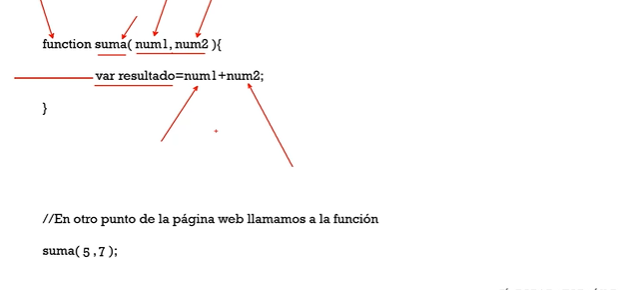 function suma( num1, num2 ){
var resultado=num1+num2;
}
//En otro punto de la página web llamamos a la función
suma( 5 ,7 );